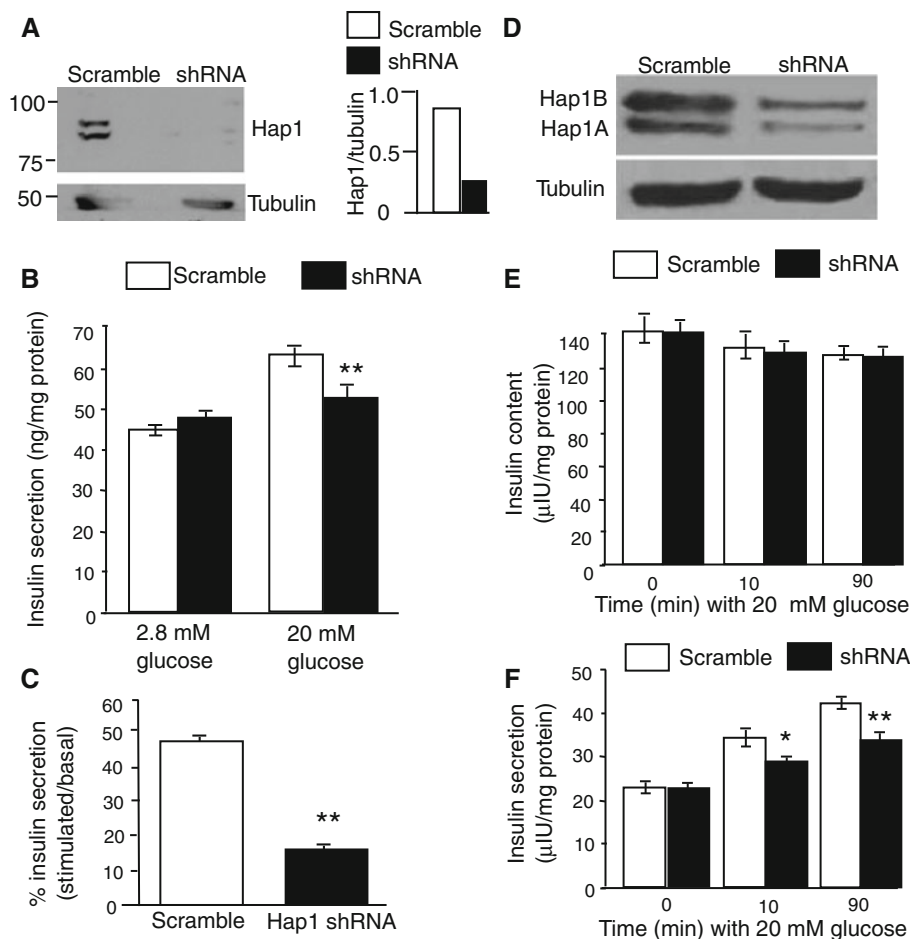 A
Scramble
shRNA
Scramble
shRNA
100
75
50
Hap1
Tubulin
1.0
0.5
0
Hap1/tubulin
D
Scramble
shRNA
Hap1B
Hap1A
Tubulin
B
Scramble
shRNA
Insulin secretion (ng/mg protein)
70
60
50
40
30
20
10
0
**
2.8 mM
glucose
20 mM
glucose
E
Scramble
shRNA
Insulin content
(μIU/mg protein)
140
120
100
80
60
40
20
0
0
10
90
Time (min) with 20 mM glucose
C
% insulin secretion
(stimulated/basal)
60
50
40
30
20
10
0
**
Scramble
Hap1 shRNA
F
Scramble
shRNA
Insulin secretion
(μIU/mg protein)
50
40
30
20
10
0
*
**
0
10
90
Time (min) with 20 mM glucose